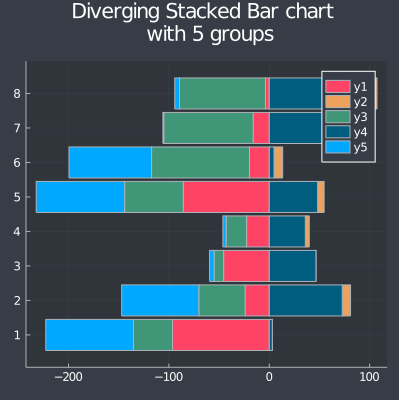 Diverging Stacked Bar chart
with 5 groups
8
7
6
5
4
3
2
1
y1
y2
y3
y4
y5
−200 −100 0 100